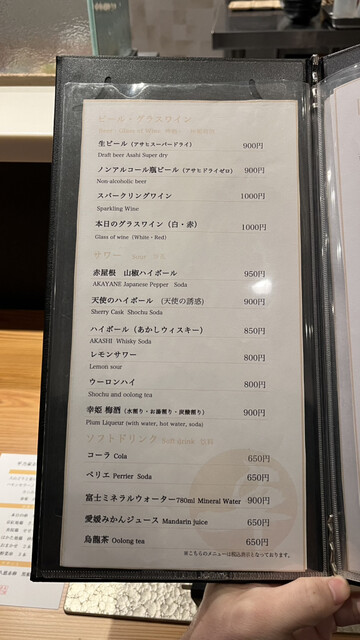 ビール・グラスワイン
生ビール（アサヒスーパードライ） 900円
Draft beer Asahi Super dry
ノンアルコール瓶ビール（アサヒドライゼロ） 900円
Non-alcoholic beer
スパークリングワイン 1000円
Sparkling Wine
本日のグラスワイン（白・赤） 1000円
Glass of wine（White・Red）
サワー Sour
赤屋根 山椒ハイボール 950円
AKAYANE Japanese Pepper Soda
天使のハイボール （天使の誘惑） 900円
Sherry Cask Shochu Soda
ハイボール（あかしウィスキー） 850円
AKASHI Whisky Soda
レモンサワー 800円
Lemon sour
ウーロンハイ 800円
Shochu and oolong tea
幸姫 梅酒（水割り・お湯割り・炭酸割り） 900円
Plum Liqueur (with water, hot water, soda)
ソフトドリンク Soft drink
コーラ Cola 650円
ペリエ Perrier Soda 650円
富士ミネラルウォーター780ml Mineral Water 900円
愛媛みかんジュース Mandarin juice 650円
烏龍茶 Oolong tea 650円
※こちらのメニューは税込表示となっております。